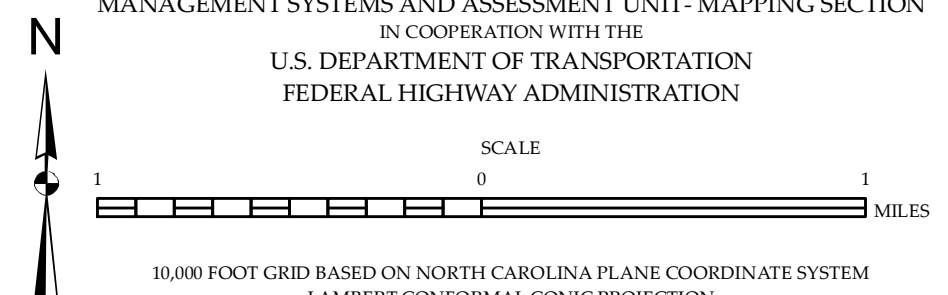 MANAGEMENT SYSTEMS AND ASSESSMENT UNIT- MAPPING SECTION
N
IN COOPERATION WITH THE
U.S. DEPARTMENT OF TRANSPORTATION
FEDERAL HIGHWAY ADMINISTRATION
SCALE
1 0 1
MILES
10,000 FOOT GRID BASED ON NORTH CAROLINA PLANE COORDINATE SYSTEM
LAMBERT CONFORMAL CONIC PROJECTION